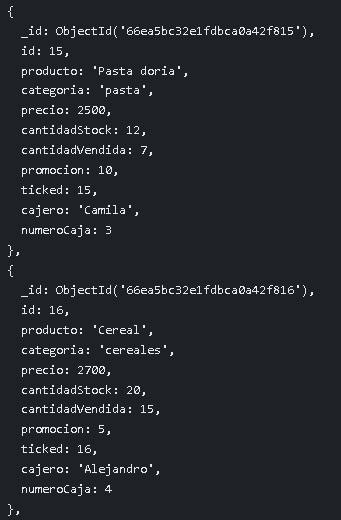 {
_id: ObjectId('66ea5bc32e1fdbca0a42f815'),
id: 15,
producto: 'Pasta doria',
categoria: 'pasta',
precio: 2500,
cantidadStock: 12,
cantidadVendida: 7,
promocion: 10,
ticked: 15,
cajero: 'Camila',
numeroCaja: 3
},
{
_id: ObjectId('66ea5bc32e1fdbca0a42f816'),
id: 16,
producto: 'Cereal',
categoria: 'cereales',
precio: 2700,
cantidadStock: 20,
cantidadVendida: 15,
promocion: 5,
ticked: 16,
cajero: 'Alejandro',
numeroCaja: 4
},